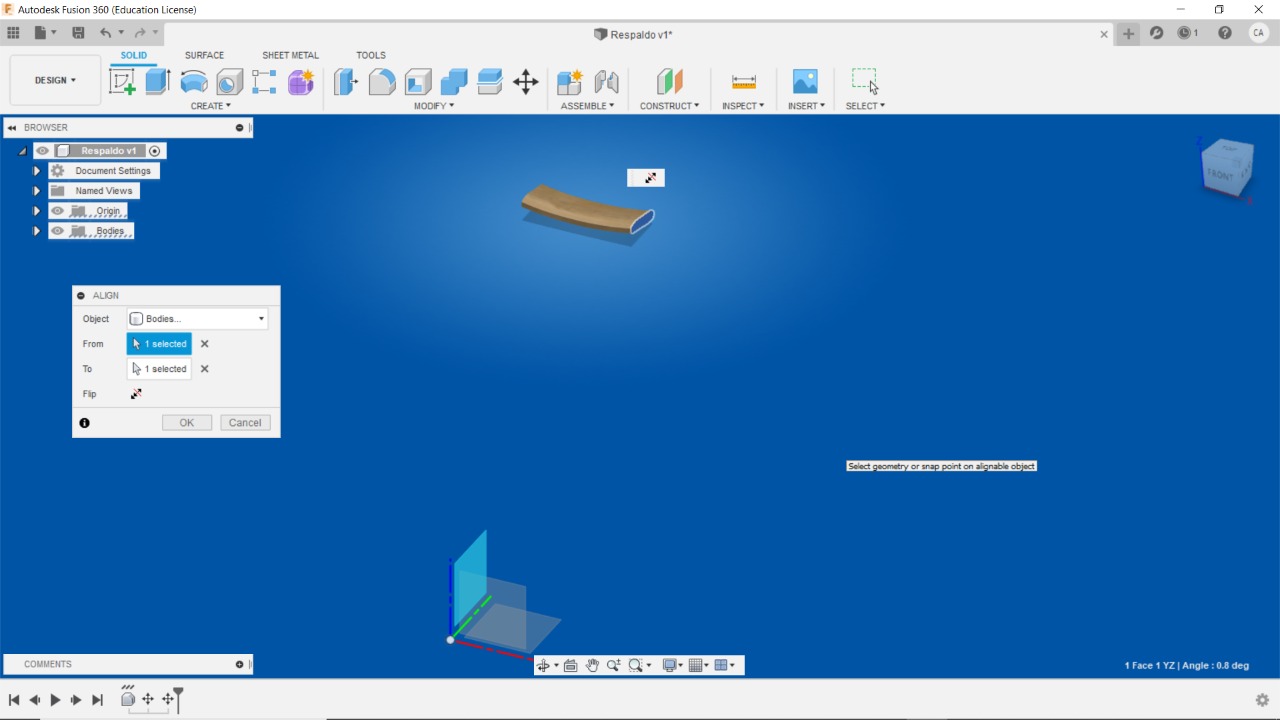 Autodesk Fusion 360 (Education License)
Respaldo v1*
1
CA
SOLID SURFACE SHEET METAL TOOLS
DESIGN
CREATE MODIFY ASSEMBLE CONSTRUCT INSPECT INSERT SELECT
BROWSER
Respaldo v1
Document Settings
Named Views
Origin
Bodies
FRONT
Z
X
ALIGN
Object Bodies...
From 1 selected
To 1 selected
Flip
OK Cancel
Select geometry or snap point on alignable object
COMMENTS
1 Face 1 YZ | Angle : 0.8 deg